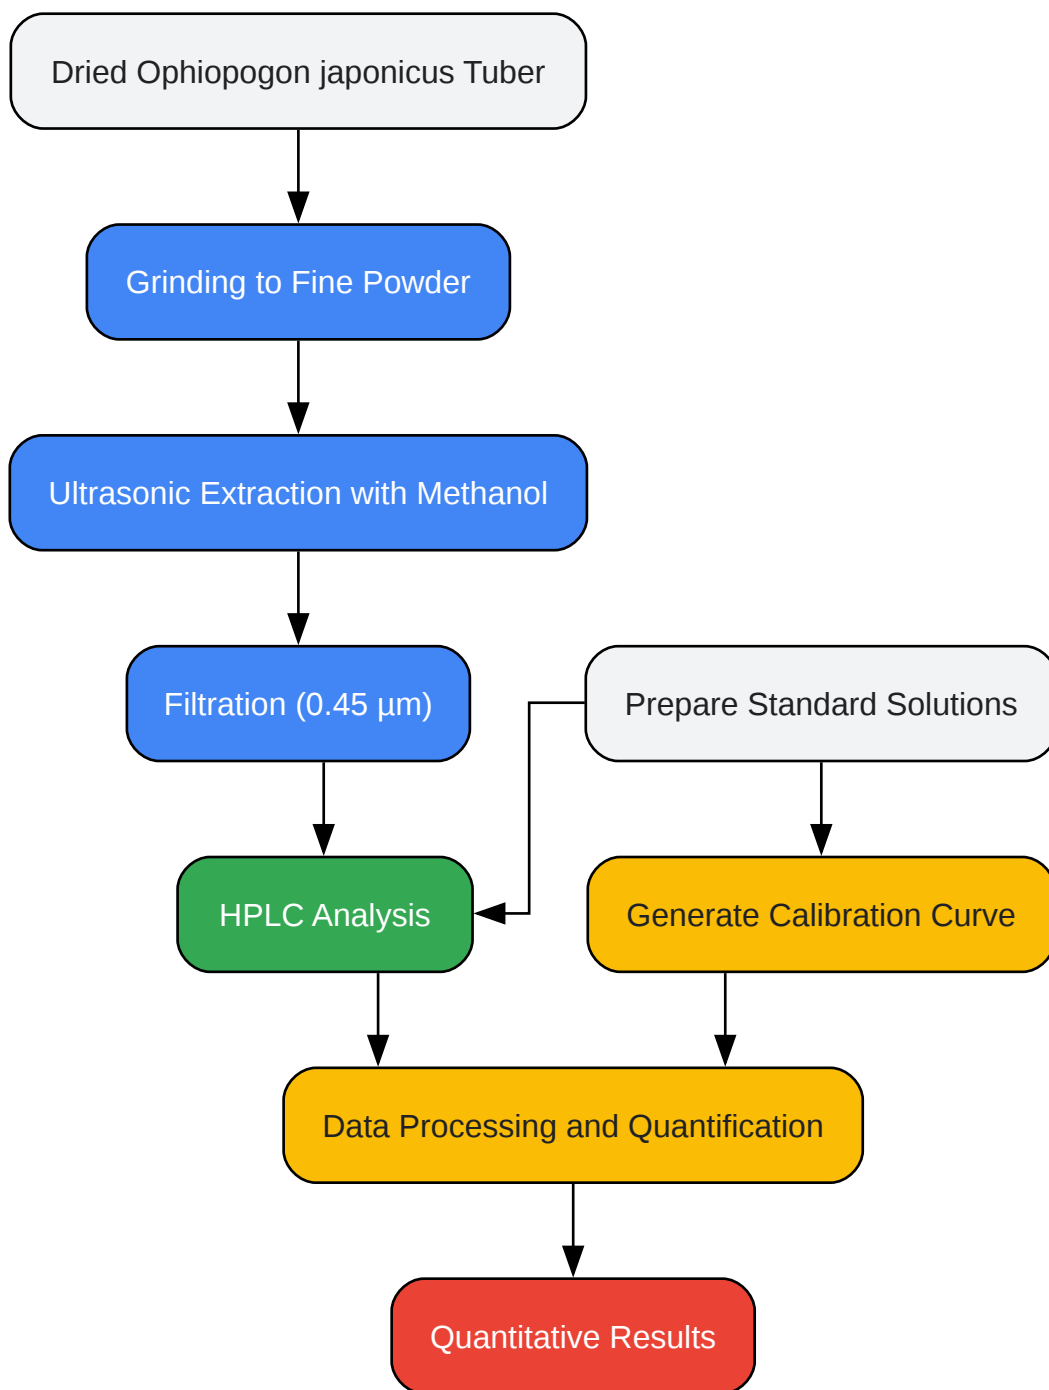 Dried Ophiopogon japonicus Tuber
Grinding to Fine Powder
Ultrasonic Extraction with Methanol
Filtration (0.45 µm)
Prepare Standard Solutions
HPLC Analysis
Generate Calibration Curve
Data Processing and Quantification
Quantitative Results